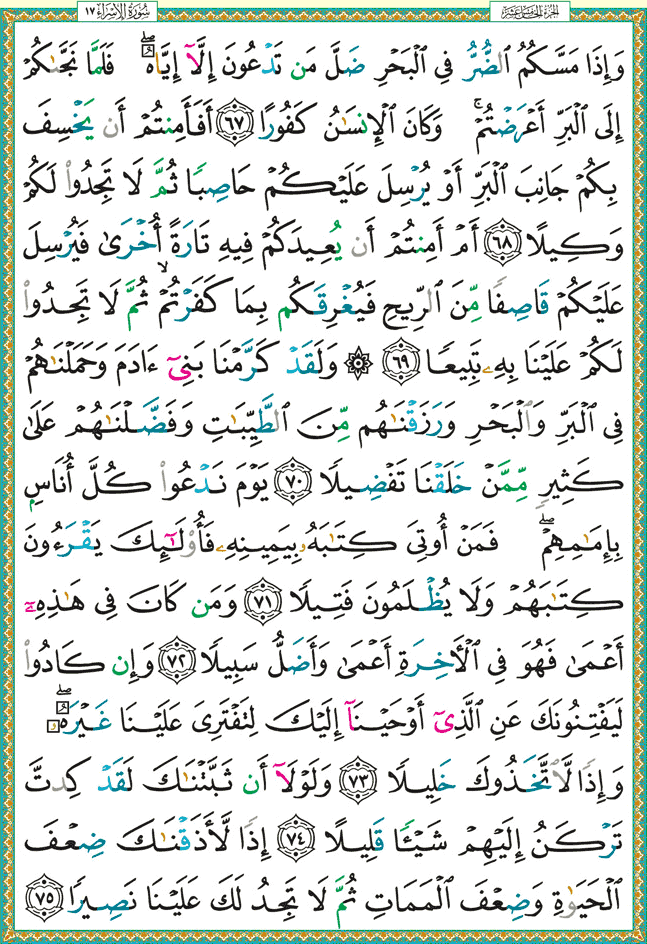 سُورَةُ الإِسْرَاء ١٧ الجزء الخامس عشر
وَإِذَا مَسَّكُمُ ٱلضُّرُّ فِى ٱلْبَحْرِ ضَلَّ مَن تَدْعُونَ إِلَّآ إِيَّاهُ ۖ فَلَمَّا نَجَّىٰكُمْ
إِلَى ٱلْبَرِّ أَعْرَضْتُمْ ۚ وَكَانَ ٱلْإِنسَـٰنُ كَفُورًا ٦٧ أَفَأَمِنتُمْ أَن يَخْسِفَ
بِكُمْ جَانِبَ ٱلْبَرِّ أَوْ يُرْسِلَ عَلَيْكُمْ حَاصِبًا ثُمَّ لَا تَجِدُوا۟ لَكُمْ
وَكِيلًا ٦٨ أَمْ أَمِنتُمْ أَن يُعِيدَكُمْ فِيهِ تَارَةً أُخْرَىٰ فَيُرْسِلَ
عَلَيْكُمْ قَاصِفًا مِّنَ ٱلرِّيحِ فَيُغْرِقَكُم بِمَا كَفَرْتُمْ ۙ ثُمَّ لَا تَجِدُوا۟
لَكُمْ عَلَيْنَا بِهِۦ تَبِيعًا ٦٩ ۞ وَلَقَدْ كَرَّمْنَا بَنِىٓ ءَادَمَ وَحَمَلْنَـٰهُمْ
فِى ٱلْبَرِّ وَٱلْبَحْرِ وَرَزَقْنَـٰهُم مِّنَ ٱلطَّيِّبَـٰتِ وَفَضَّلْنَـٰهُمْ عَلَىٰ
كَثِيرٍ مِّمَّنْ خَلَقْنَا تَفْضِيلًا ٧٠ يَوْمَ نَدْعُوا۟ كُلَّ أُنَاسٍۭ
بِإِمَـٰمِهِمْ ۖ فَمَنْ أُوتِىَ كِتَـٰبَهُۥ بِيَمِينِهِۦ فَأُو۟لَـٰٓئِكَ يَقْرَءُونَ
كِتَـٰبَهُمْ وَلَا يُظْلَمُونَ فَتِيلًا ٧١ وَمَن كَانَ فِى هَـٰذِهِۦٓ
أَعْمَىٰ فَهُوَ فِى ٱلْـَٔاخِرَةِ أَعْمَىٰ وَأَضَلُّ سَبِيلًا ٧٢ وَإِن كَادُوا۟
لَيَفْتِنُونَكَ عَنِ ٱلَّذِىٓ أَوْحَيْنَآ إِلَيْكَ لِتَفْتَرِىَ عَلَيْنَا غَيْرَهُۥ ۖ
وَإِذًا لَّٱتَّخَذُوكَ خَلِيلًا ٧٣ وَلَوْلَآ أَن ثَبَّتْنَـٰكَ لَقَدْ كِدتَّ
تَرْكَنُ إِلَيْهِمْ شَيْـًٔا قَلِيلًا ٧٤ إِذًا لَّأَذَقْنَـٰكَ ضِعْفَ
ٱلْحَيَوٰةِ وَضِعْفَ ٱلْمَمَاتِ ثُمَّ لَا تَجِدُ لَكَ عَلَيْنَا نَصِيرًا ٧٥